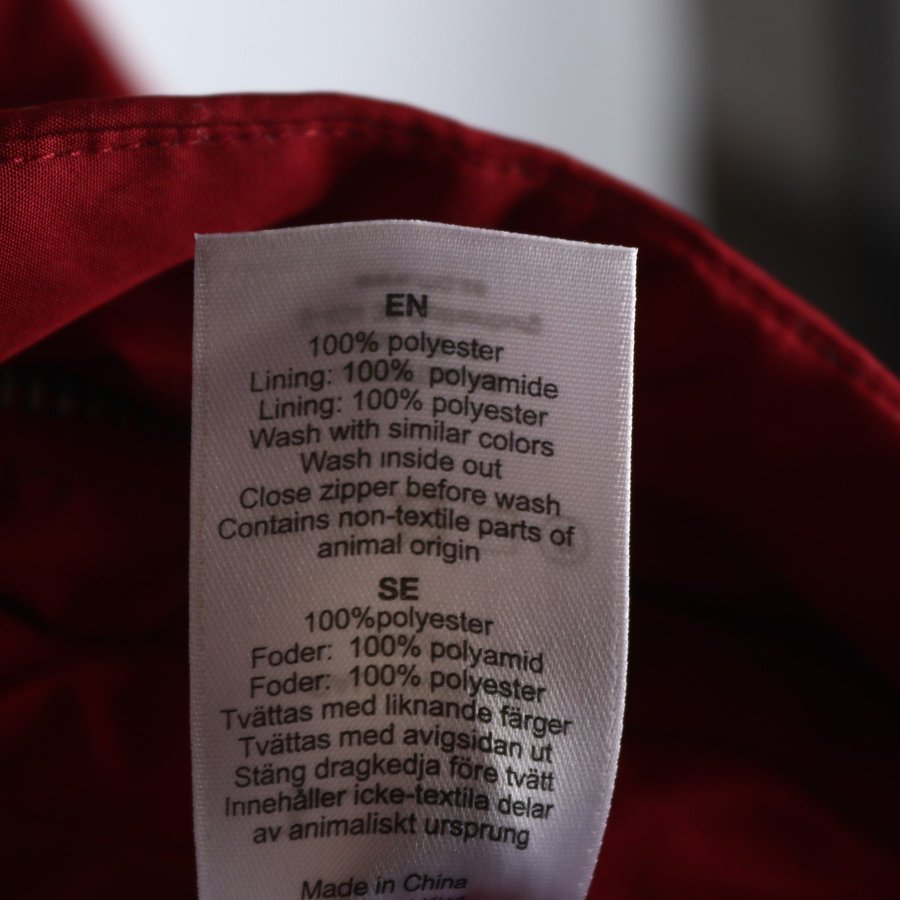 EN
100% polyester
Lining: 100% polyamide
Lining: 100% polyester
Wash with similar colors
Wash inside out
Close zipper before wash
Contains non-textile parts of
animal origin
SE
100%polyester
Foder: 100% polyamid
Foder: 100% polyester
Tvättas med liknande färger
Tvättas med avigsidan ut
Stäng dragkedja före tvätt
Innehåller icke-textila delar
av animaliskt ursprung
Made in China